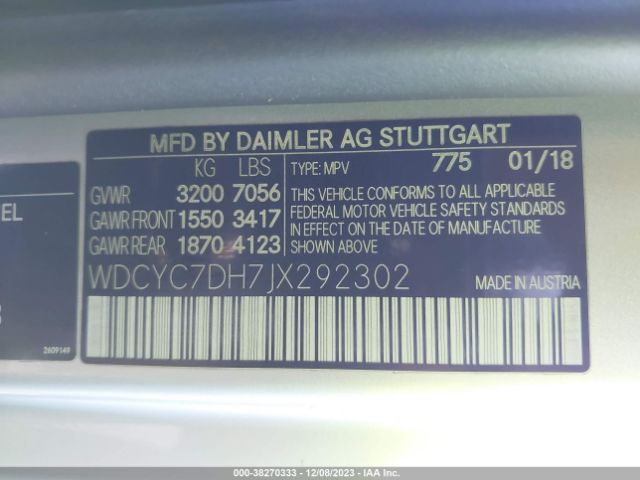 MFD BY DAIMLER AG STUTTGART
KG LBS
GVWR 3200 7056
GAWR FRONT 1550 3417
GAWR REAR 1870 4123
TYPE: MPV 775 01/18
THIS VEHICLE CONFORMS TO ALL APPLICABLE
FEDERAL MOTOR VEHICLE SAFETY STANDARDS IN
EFFECT ON THE DATE OF MANUFACTURE
SHOWN ABOVE.
WDCYC7DH7JX292302
MADE IN AUSTRIA
EL
2609149
000-38270333 - 12/08/2023 - IAA Inc.